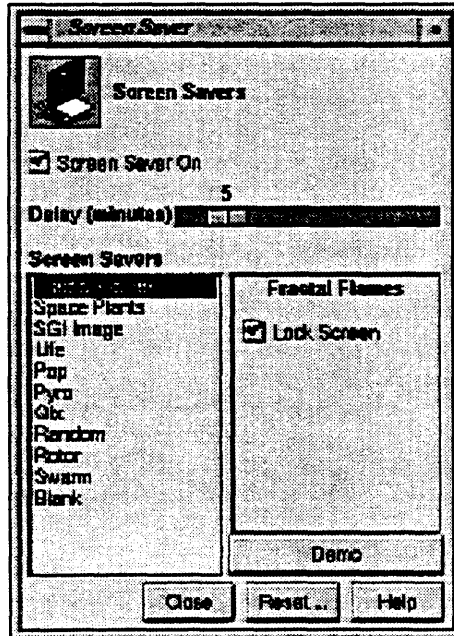 Screen Saver
Screen Savers
Screen Saver On
5
Delay (minutes)
Screen Savers
Space Plants
SGI Image
Life
Pop
Pyro
Qix
Random
Rotor
Swarm
Blank
Fractal Flames
Lock Screen
Demo
Close
Reset...
Help